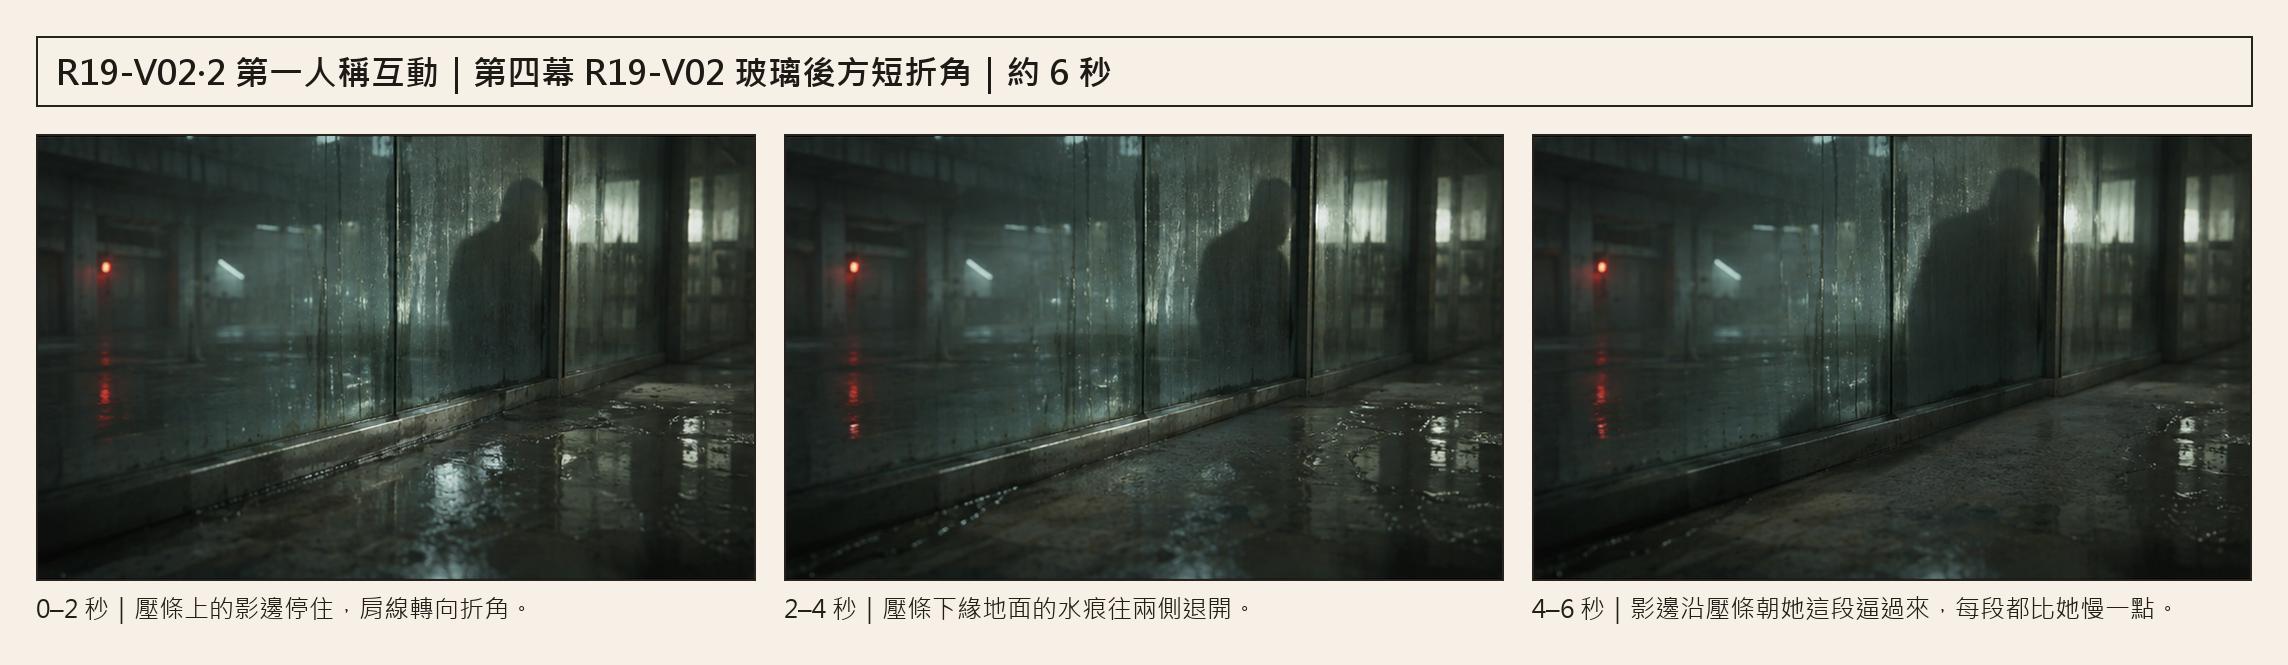 R19-V02·2 第一人稱互動｜第四幕 R19-V02 玻璃後方短折角｜約 6 秒
0–2 秒｜壓條上的影邊停住，肩線轉向折角。
2–4 秒｜壓條下緣地面的水痕往兩側退開。
4–6 秒｜影邊沿壓條朝她這段逼過來，每段都比她慢一點。